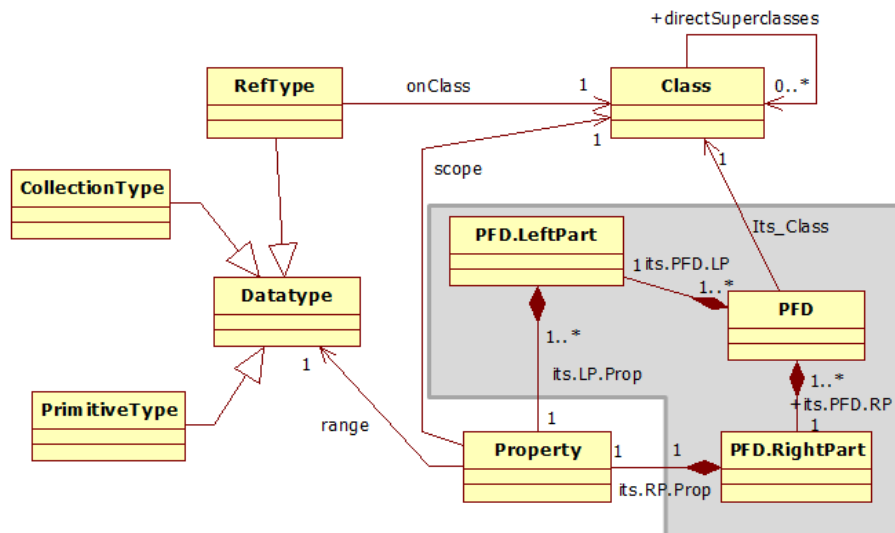 +directSuperclasses
RefType
onClass
1
Class
0..*
1
scope
1
CollectionType
PFD.LeftPart
Its_Class
1 its.PFD.LP
1..*
Datatype
PFD
1
1..*
1..*
its.LP.Prop
PrimitiveType
+its.PFD.RP
range
1
1
Property
1
1
PFD.RightPart
its.RP.Prop